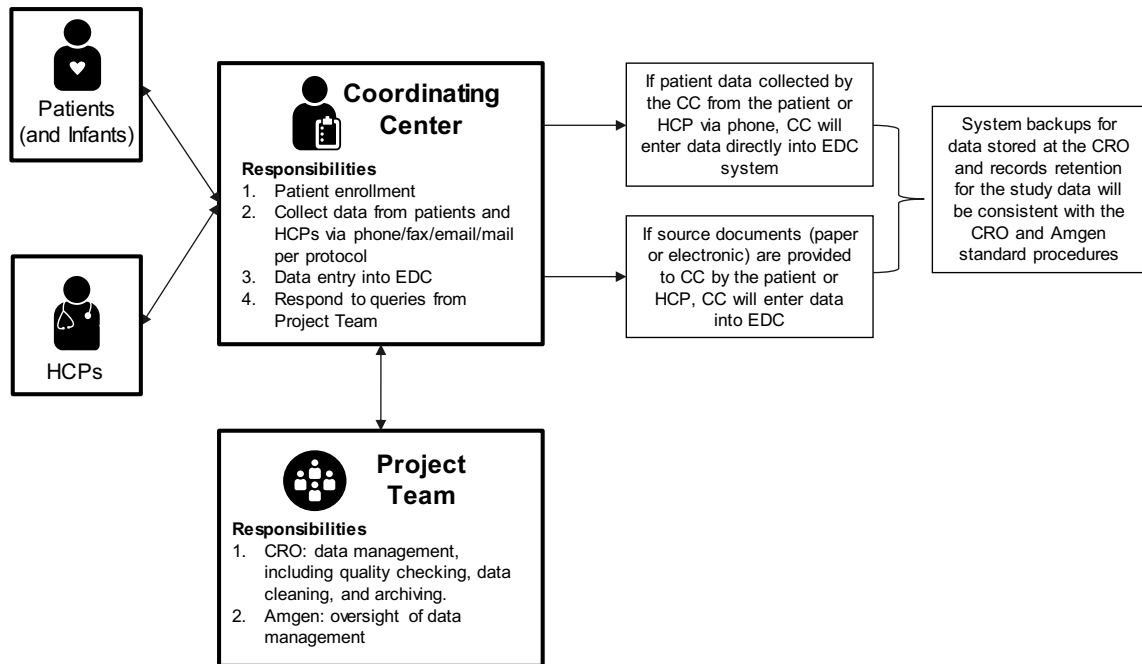 Patients
(and Infants)
HCPs
Coordinating
Center
Responsibilities
1. Patient enrollment
2. Collect data from patients and
HCPs via phone/fax/email/mail
per protocol
3. Data entry into EDC
4. Respond to queries from
Project Team
Project
Team
Responsibilities
1. CRO: data management,
including quality checking, data
cleaning, and archiving.
2. Amgen: oversight of data
management
If patient data collected by
the CC from the patient or
HCP via phone, CC will
enter data directly into EDC
system
If source documents (paper
or electronic) are provided
to CC by the patient or
HCP, CC will enter data
into EDC
System backups for
data stored at the CRO
and records retention
for the study data will
be consistent with the
CRO and Amgen
standard procedures